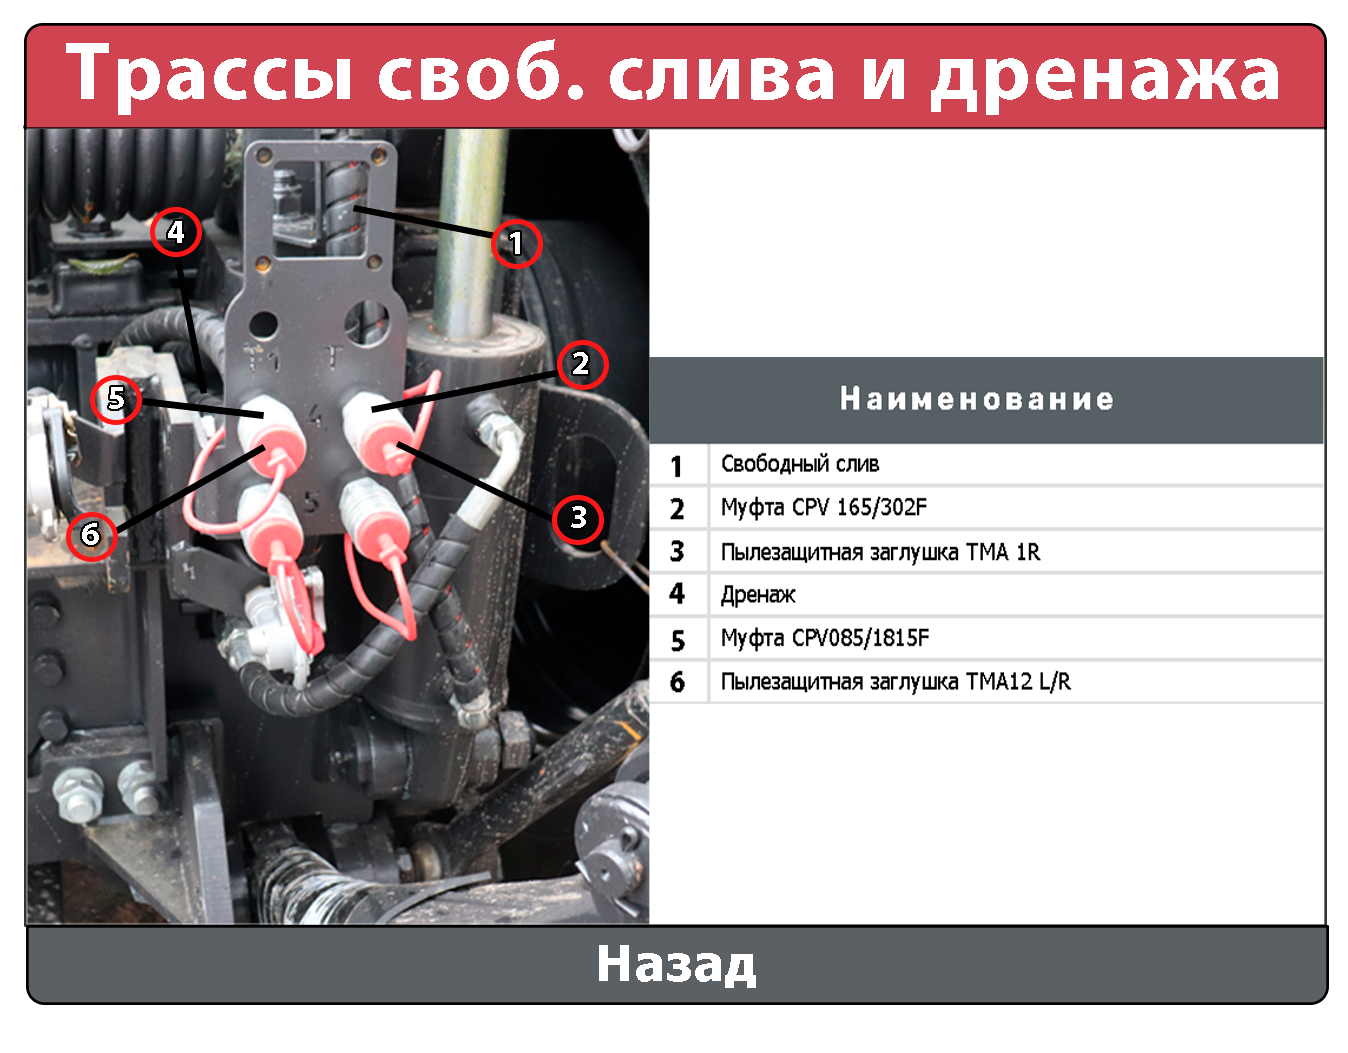 Трассы своб. слива и дренажа
4
1
T1 T
2
5
4
3
6
5
Наименование
1 Свободный слив
2 Муфта CPV 165/302F
3 Пылезащитная заглушка TMA 1R
4 Дренаж
5 Муфта CPV085/1815F
6 Пылезащитная заглушка TMA12 L/R
Назад